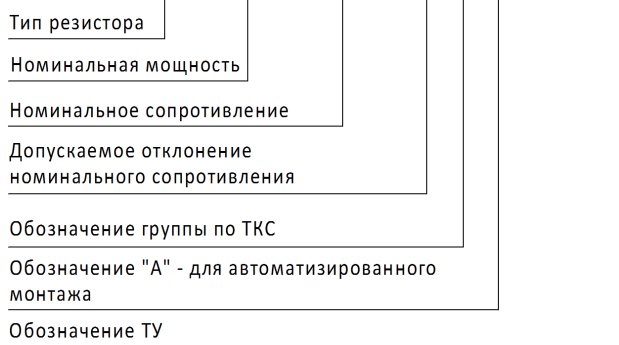 Тип резистора
Номинальная мощность
Номинальное сопротивление
Допускаемое отклонение
номинального сопротивления
Обозначение группы по ТКС
Обозначение "А" - для автоматизированного
монтажа
Обозначение ТУ